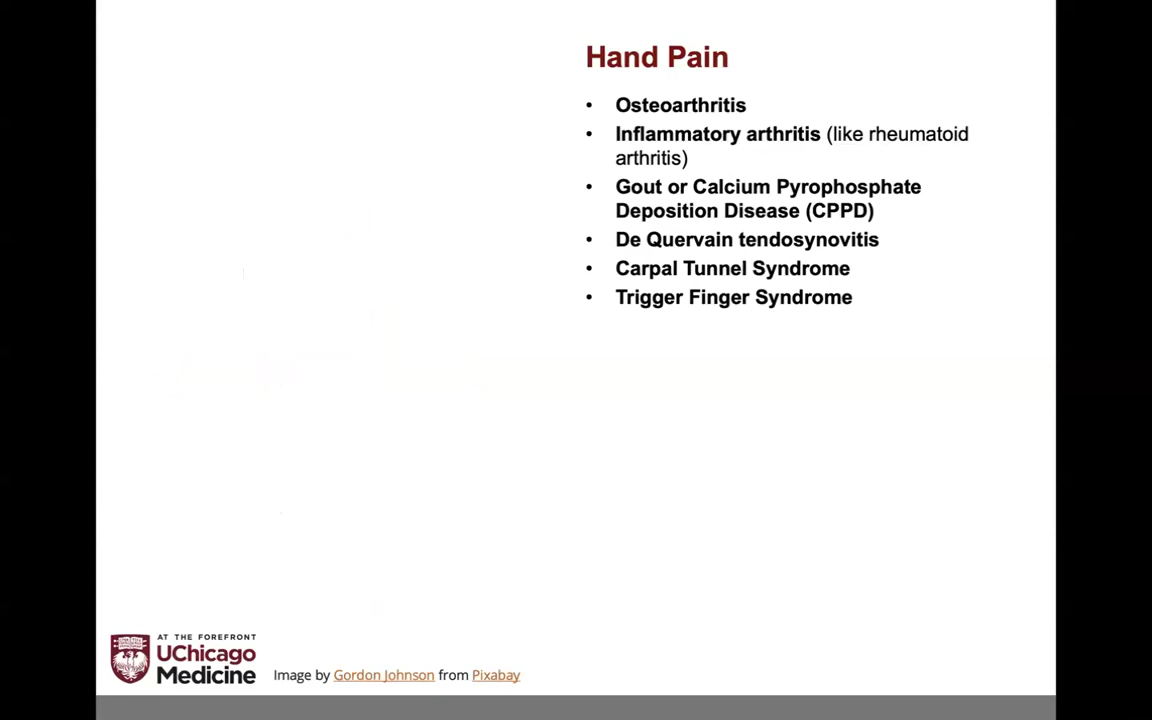 Hand Pain
• Osteoarthritis
• Inflammatory arthritis (like rheumatoid
arthritis)
• Gout or Calcium Pyrophosphate
Deposition Disease (CPPD)
• De Quervain tendosynovitis
• Carpal Tunnel Syndrome
• Trigger Finger Syndrome
AT THE FOREFRONT
UChicago
Medicine
Image by Gordon Johnson from Pixabay